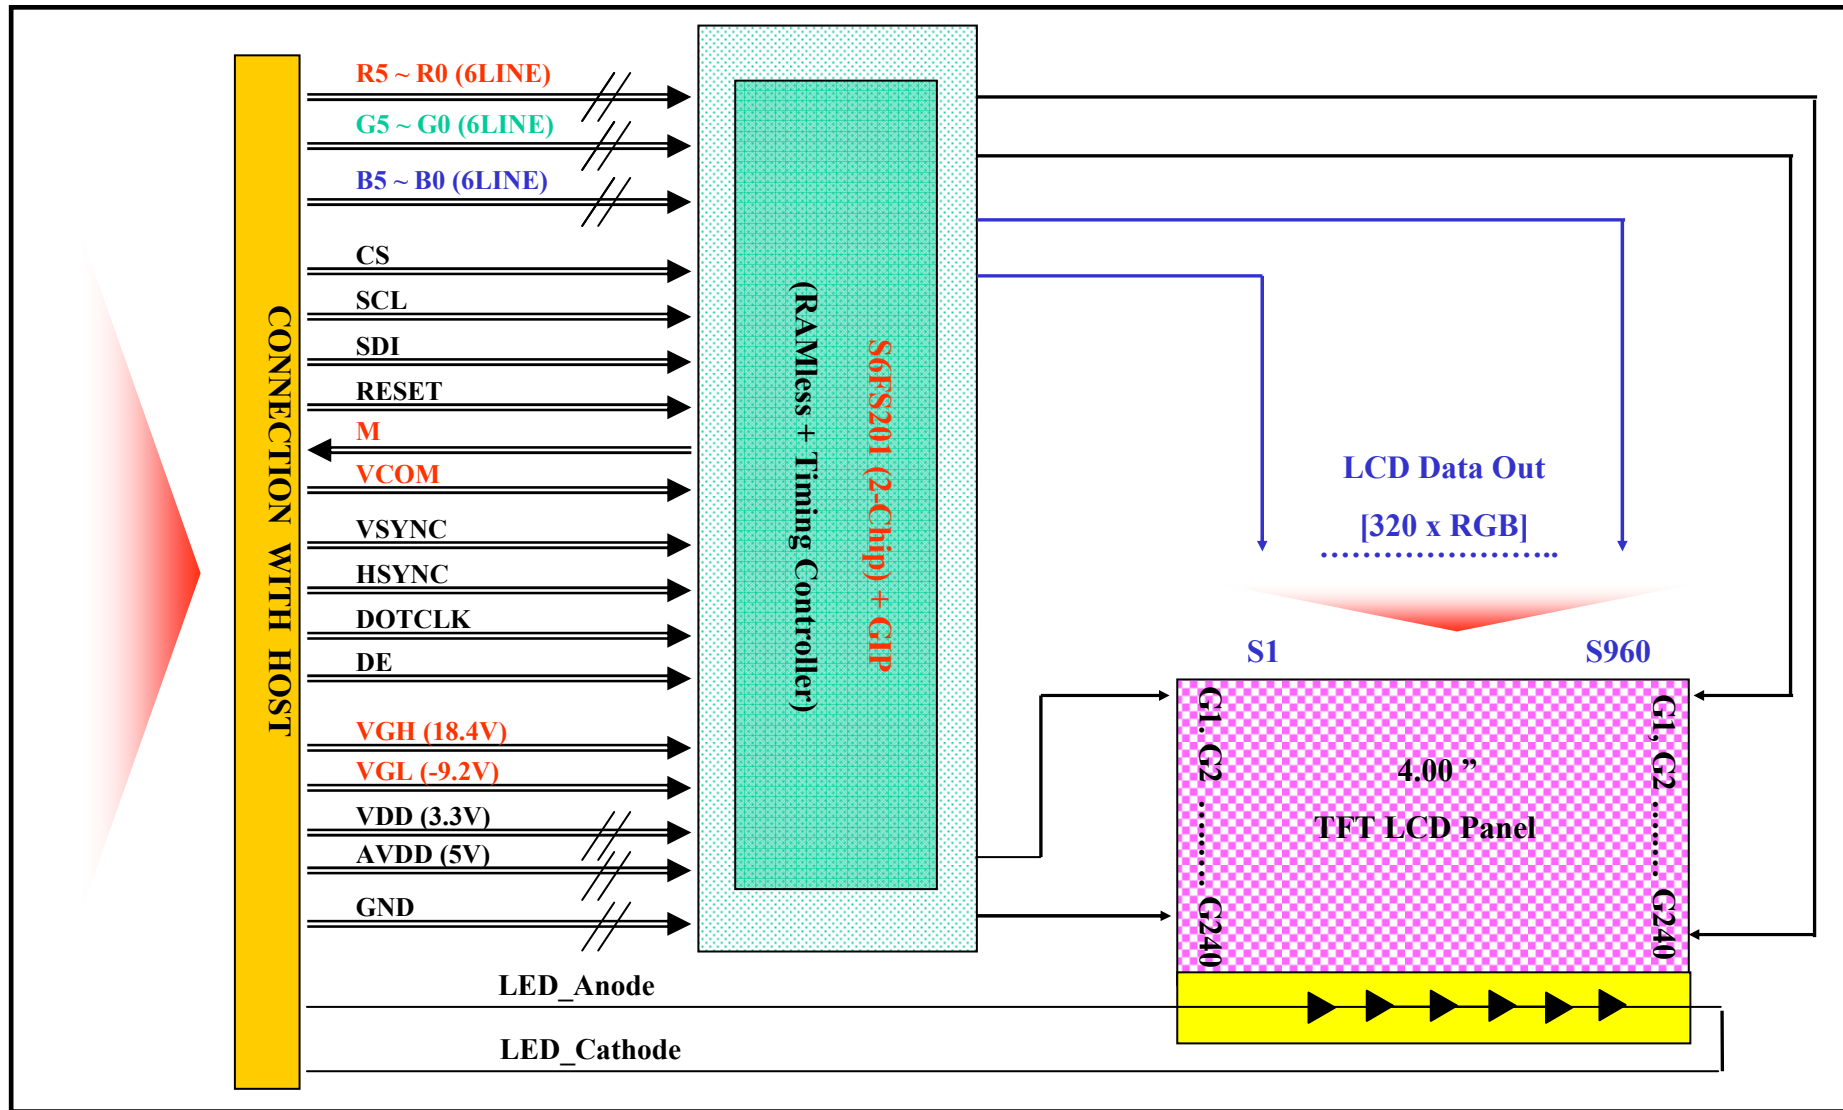 CONNECTION WITH HOST
R5 ~ R0 (6LINE)
G5 ~ G0 (6LINE)
B5 ~ B0 (6LINE)
CS
SCL
SDI
RESET
M
VCOM
VSYNC
HSYNC
DOTCLK
DE
VGH (18.4V)
VGL (-9.2V)
VDD (3.3V)
AVDD (5V)
GND
LED_Anode
LED_Cathode
S6FS201 (2-Chip) + GIP
(RAMless + Timing Controller)
LCD Data Out
[320 x RGB]
…………………..
S1
S960
G1. G2 ……… G240
4.00 ”
TFT LCD Panel
G1, G2 ……… G240